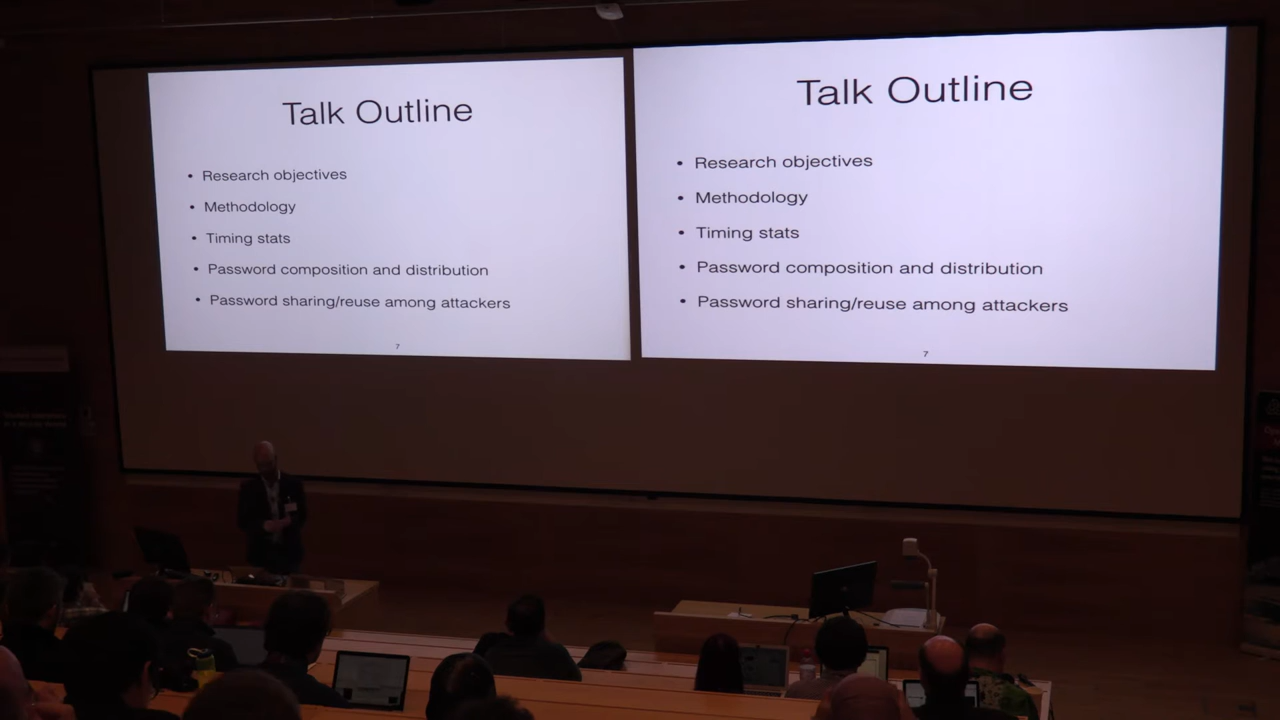 Talk Outline
• Research objectives
• Methodology
• Timing stats
• Password composition and distribution
• Password sharing/reuse among attackers
7
Talk Outline
• Research objectives
• Methodology
• Timing stats
• Password composition and distribution
• Password sharing/reuse among attackers
7